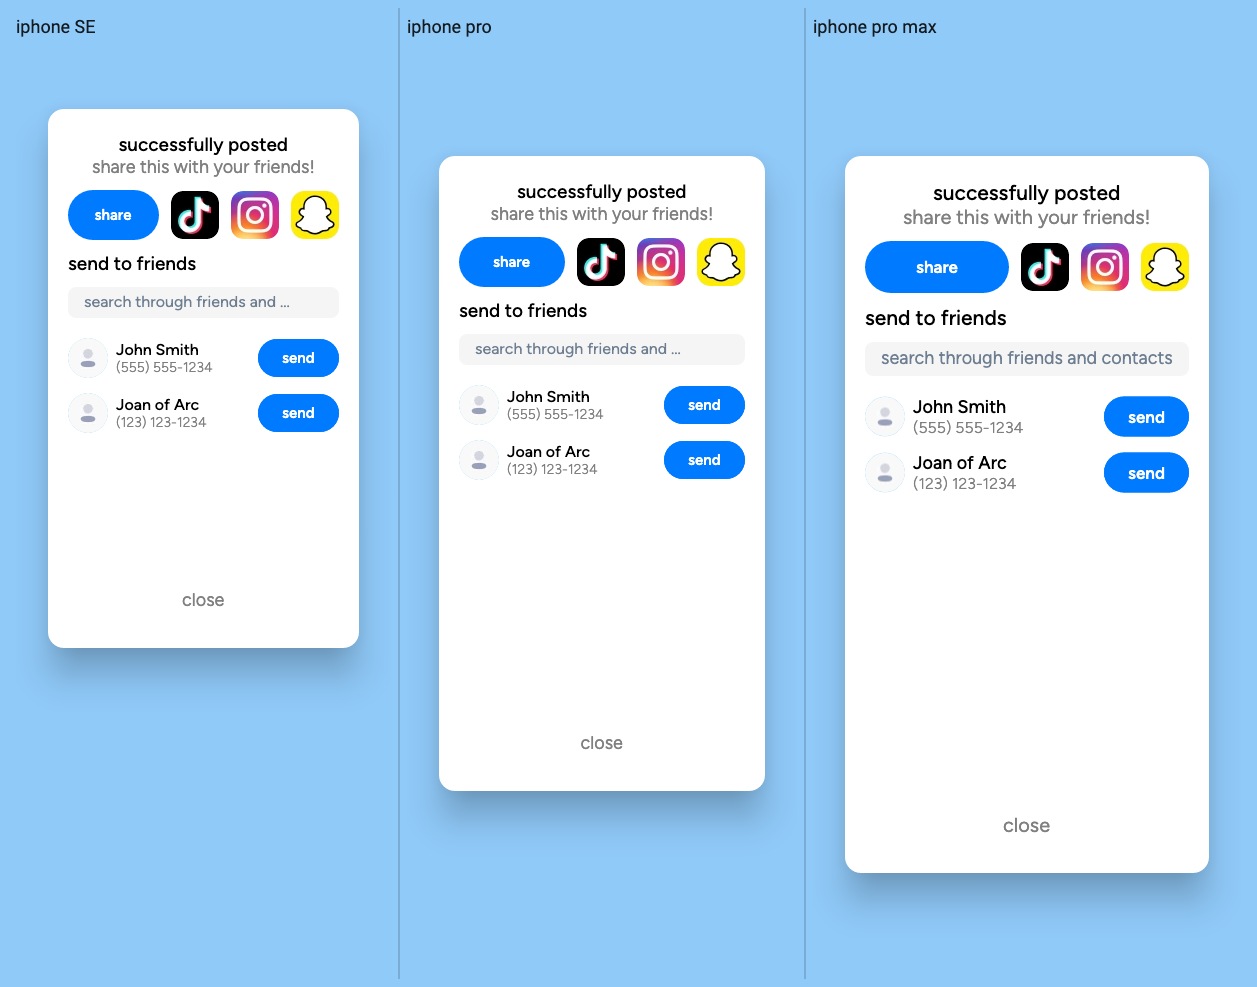 iphone SE
successfully posted
share this with your friends!
share
send to friends
search through friends and ...
John Smith
(555) 555-1234
send
Joan of Arc
(123) 123-1234
send
close
iphone pro
successfully posted
share this with your friends!
share
send to friends
search through friends and ...
John Smith
(555) 555-1234
send
Joan of Arc
(123) 123-1234
send
close
iphone pro max
successfully posted
share this with your friends!
share
send to friends
search through friends and contacts
John Smith
(555) 555-1234
send
Joan of Arc
(123) 123-1234
send
close